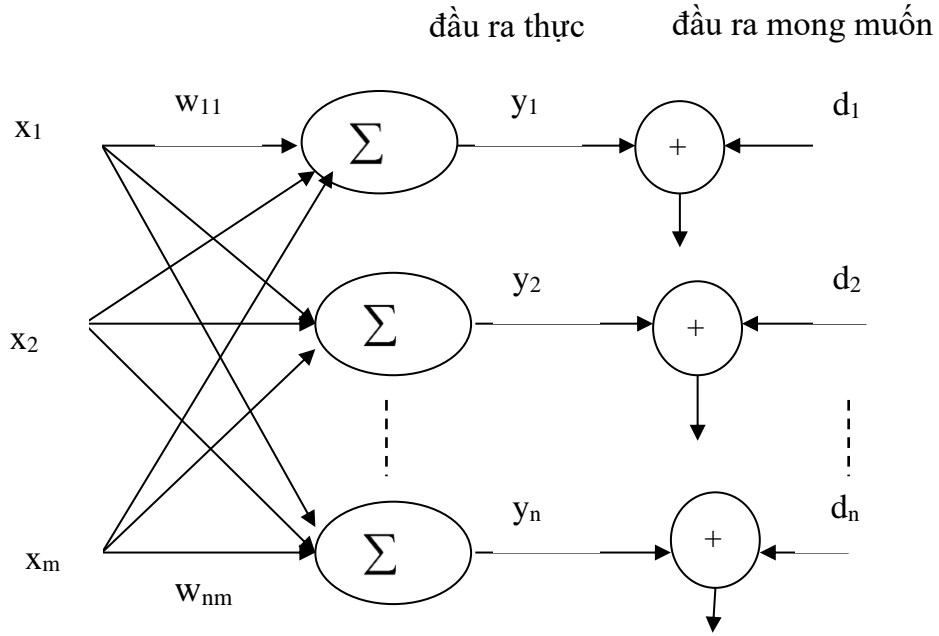 đầu ra thực đầu ra mong muốn
w₁₁ y₁ d₁
x₁ Σ +
y₂ d₂
x₂ Σ +
yₙ dₙ
xₘ Σ +
wₙₘ